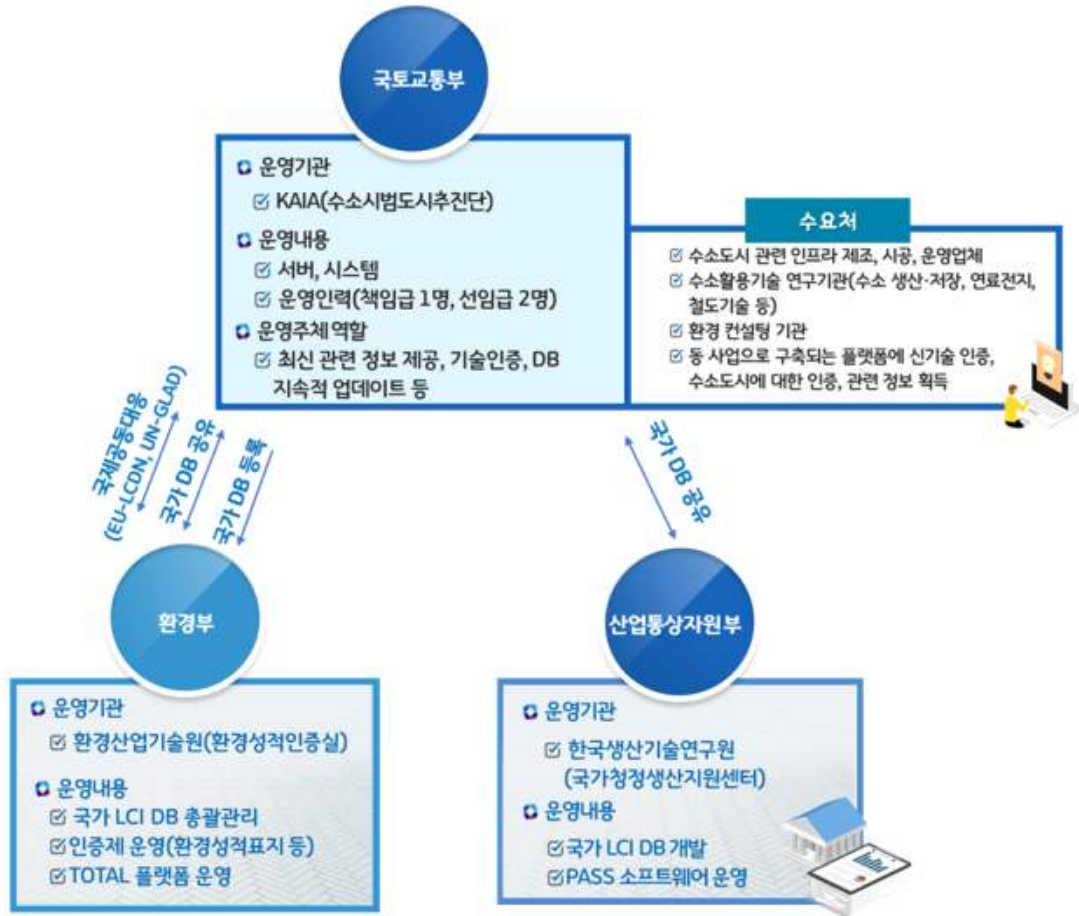 국토교통부
운영기관
KAIA(수소시범도시추진단)
운영내용
서버, 시스템
운영인력(책임급 1명, 선임급 2명)
운영주체 역할
최신 관련 정보 제공, 기술인증, DB
지속적 업데이트 등
수요처
수소도시 관련 인프라 제조, 시공, 운영업체
수소활용기술 연구기관(수소 생산·저장, 연료전지,
철도기술 등)
환경 컨설팅 기관
동 사업으로 구축되는 플랫폼에 신기술 인증,
수소도시에 대한 인증, 관련 정보 획득
국제공동대응
(EU-LCDN, UN-GLAD)
국가 DB 공유
국가 DB 등록
국가 DB 공유
환경부
운영기관
환경산업기술원(환경성적인증실)
운영내용
국가 LCI DB 총괄관리
인증제 운영(환경성적표지 등)
TOTAL 플랫폼 운영
산업통상자원부
운영기관
한국생산기술연구원
(국가청정생산지원센터)
운영내용
국가 LCI DB 개발
PASS 소프트웨어 운영